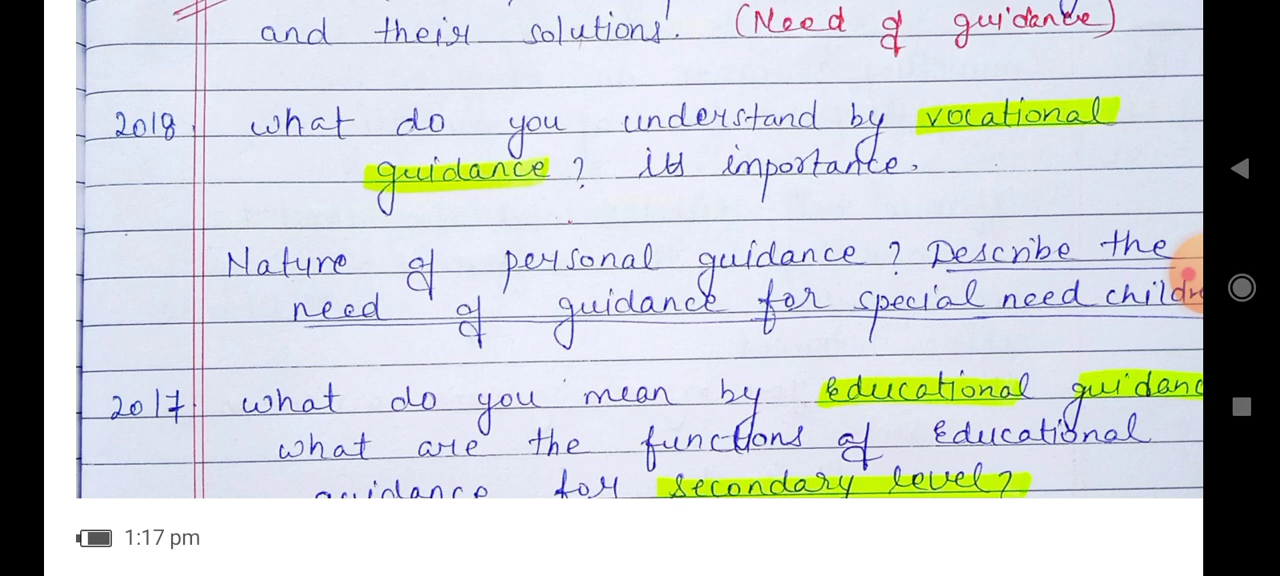 and their solutions. (Need of guidance)
2018. what do you understand by vocational
guidance? its importance.
Nature of personal guidance? Describe the
need of guidance for special need childre
2017. what do you mean by Educational guidanc
what are the functions of Educational
guidance for secondary level?
1:17 pm